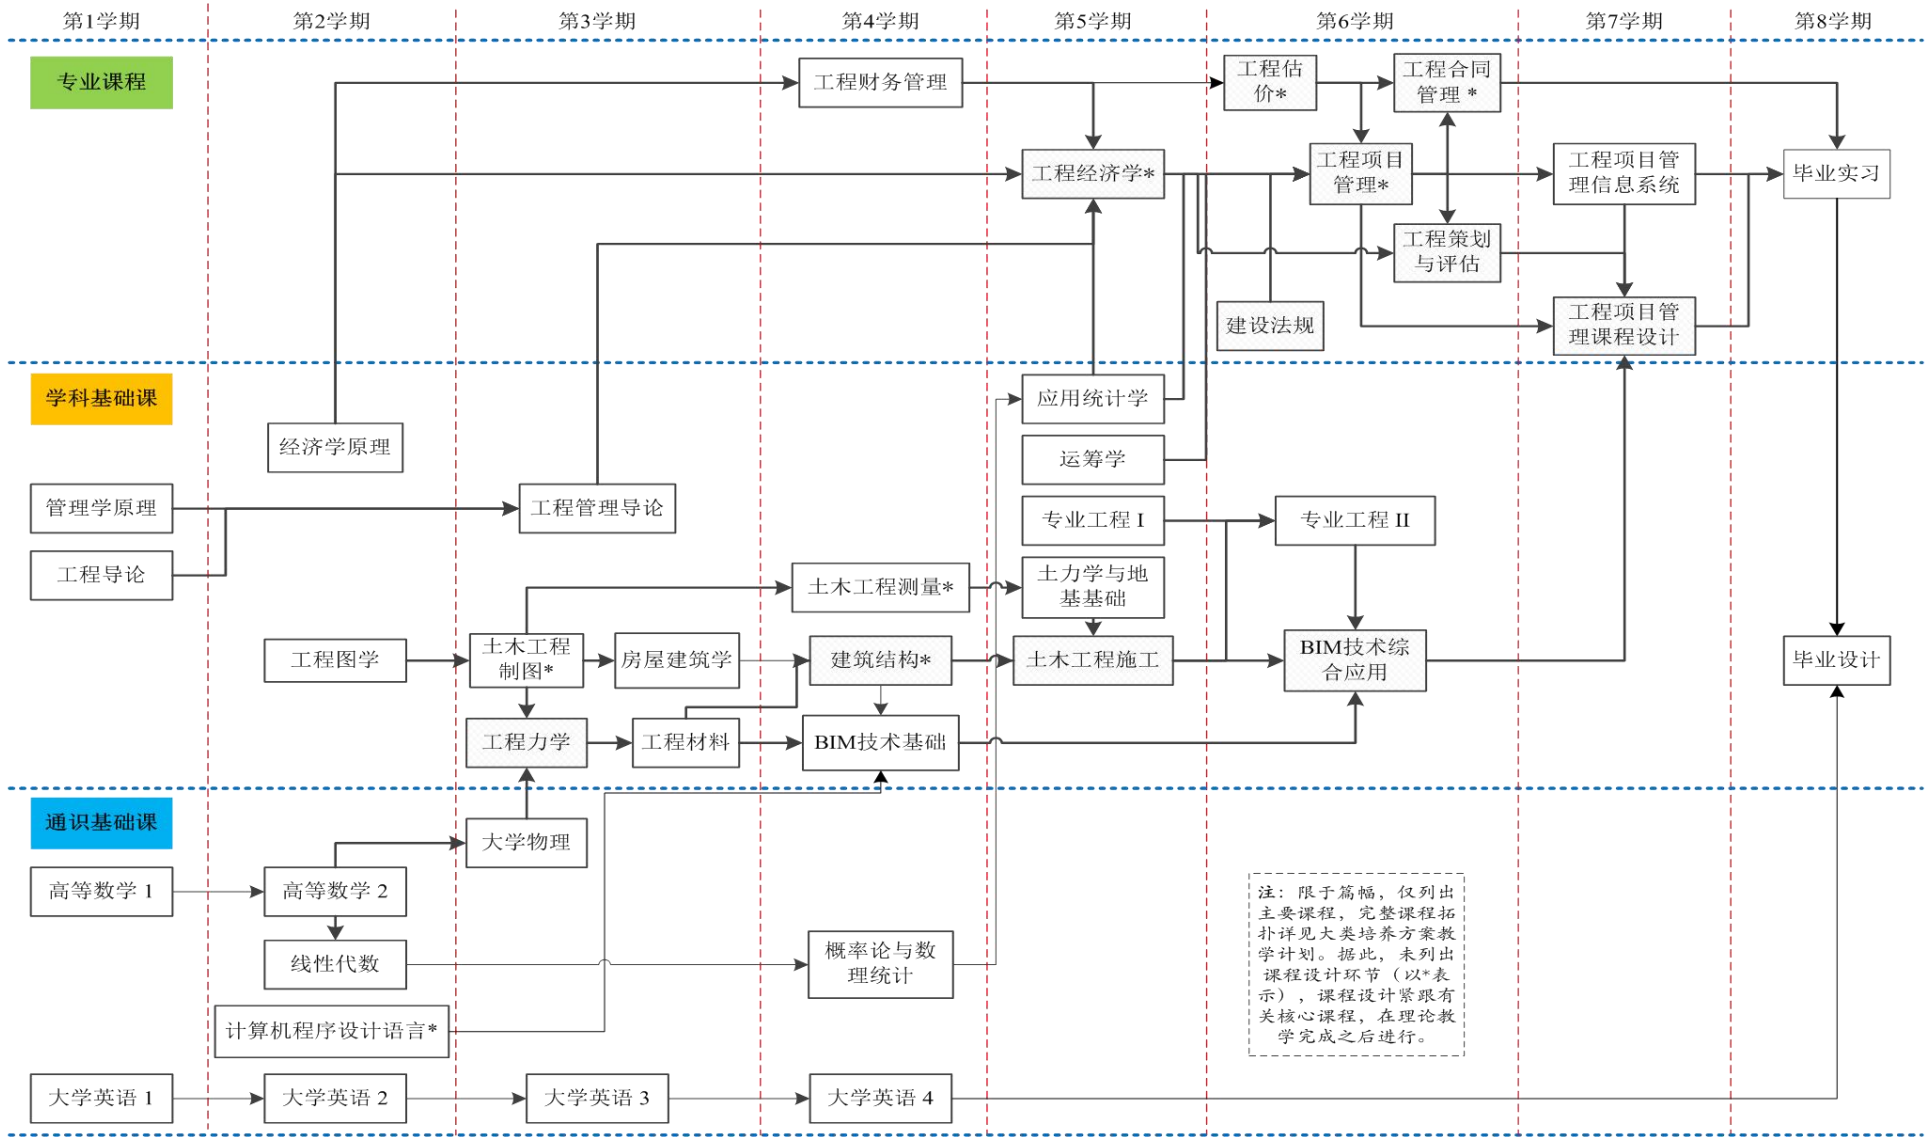 第1学期
第2学期
第3学期
第4学期
第5学期
第6学期
第7学期
第8学期
专业课程
工程财务管理
工程估
价*
工程合同
管理 *
工程经济学*
工程项目
管理*
工程项目管
理信息系统
毕业实习
工程策划
与评估
建设法规
工程项目管
理课程设计
学科基础课
经济学原理
应用统计学
运筹学
管理学原理
工程管理导论
专业工程 I
专业工程 II
工程导论
土木工程测量*
土力学与地
基基础
工程图学
土木工程
制图*
房屋建筑学
建筑结构*
土木工程施工
BIM技术综
合应用
毕业设计
工程力学
工程材料
BIM技术基础
通识基础课
大学物理
高等数学 1
高等数学 2
线性代数
概率论与数
理统计
计算机程序设计语言*
大学英语 1
大学英语 2
大学英语 3
大学英语 4
注：限于篇幅，仅列出
主要课程，完整课程拓
扑详见大类培养方案教
学计划。据此，未列出
课程设计环节（以*表
示），课程设计紧跟有
关核心课程，在理论教
学完成之后进行。